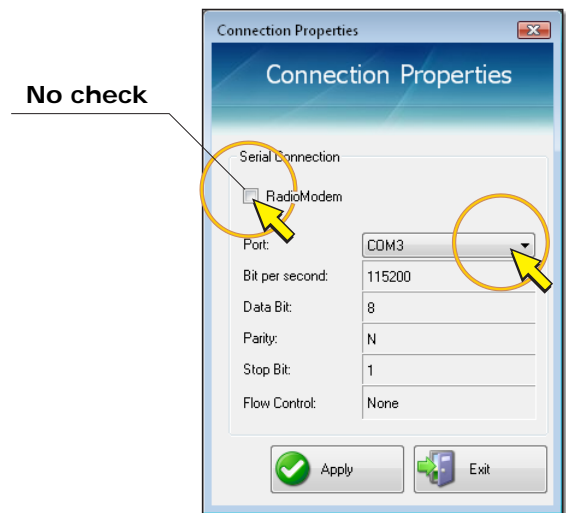 Connection Properties
Connection Properties
No check
Serial Connection
RadioModem
Port: COM3
Bit per second: 115200
Data Bit: 8
Parity: N
Stop Bit: 1
Flow Control: None
Apply Exit